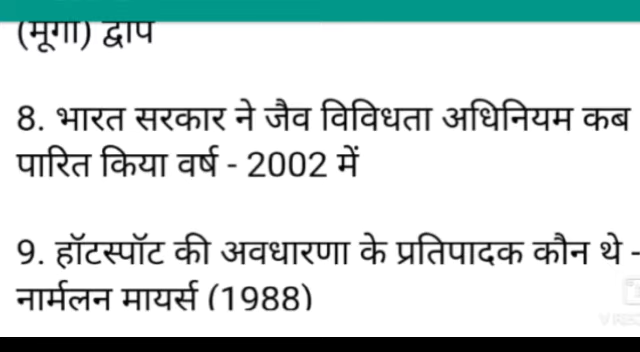 (मूंगा) द्वीप
8. भारत सरकार ने जैव विविधता अधिनियम कब
पारित किया वर्ष - 2002 में
9. हॉटस्पॉट की अवधारणा के प्रतिपादक कौन थे -
नार्मलन मायर्स (1988)